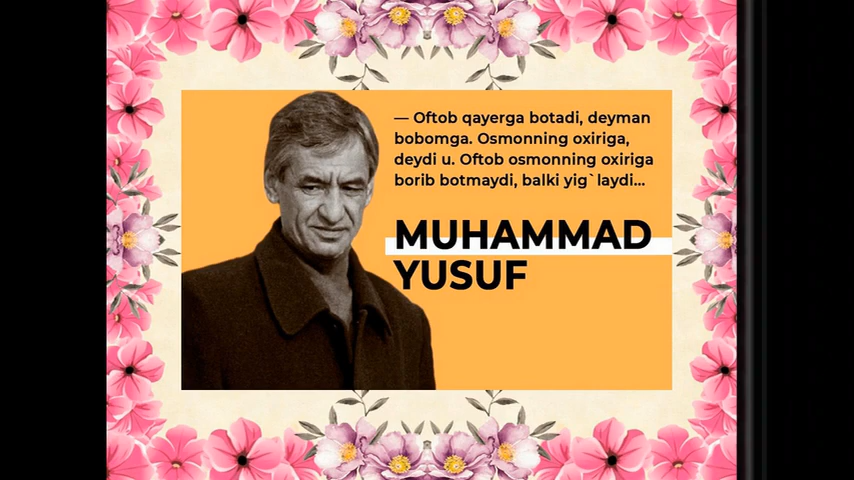 — Oftob qayerga botadi, deyman
bobomga. Osmonning oxiriga,
deydi u. Oftob osmonning oxiriga
borib botmaydi, balki yig`laydi...
MUHAMMAD
YUSUF